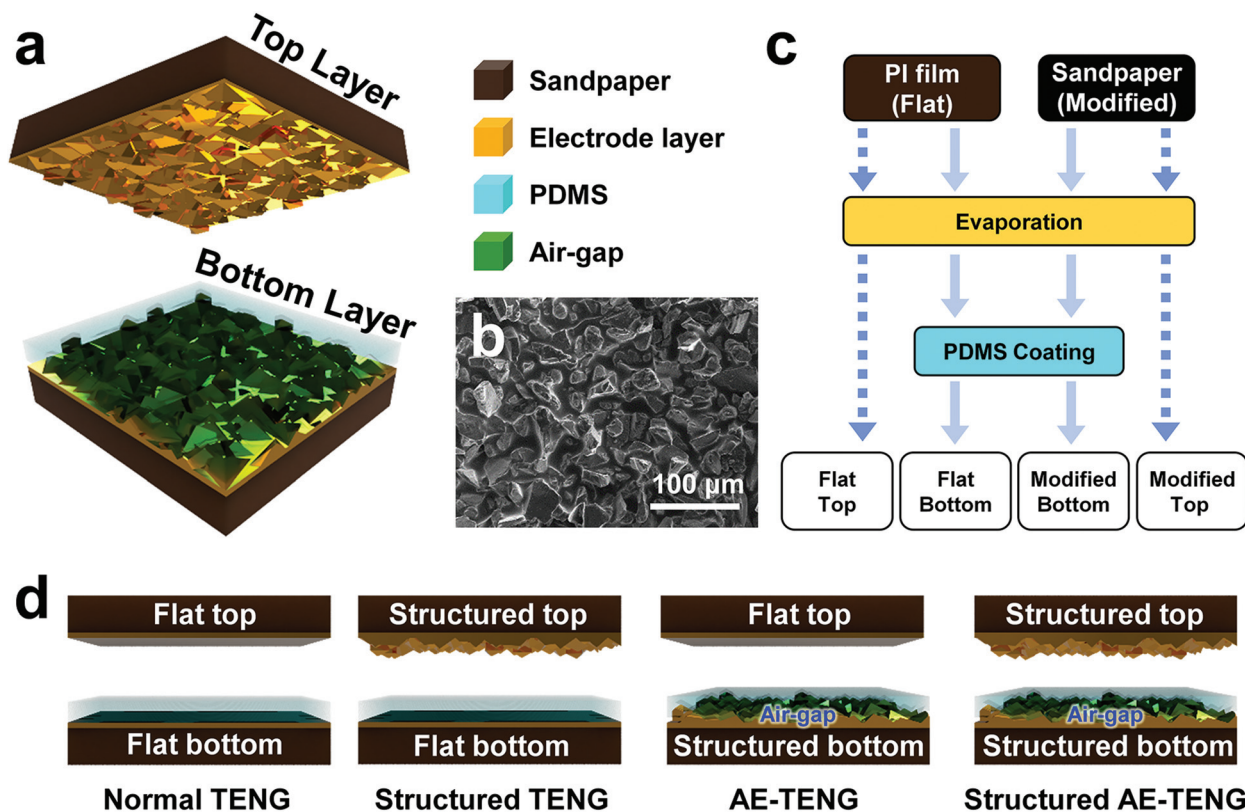 a
Top Layer
Bottom Layer
Sandpaper
Electrode layer
PDMS
Air-gap
b
100 µm
c
PI film
(Flat)
Sandpaper
(Modified)
Evaporation
PDMS Coating
Flat
Top
Flat
Bottom
Modified
Bottom
Modified
Top
d
Flat top
Flat bottom
Normal TENG
Structured top
Flat bottom
Structured TENG
Flat top
Air-gap
Structured bottom
AE-TENG
Structured top
Air-gap
Structured bottom
Structured AE-TENG